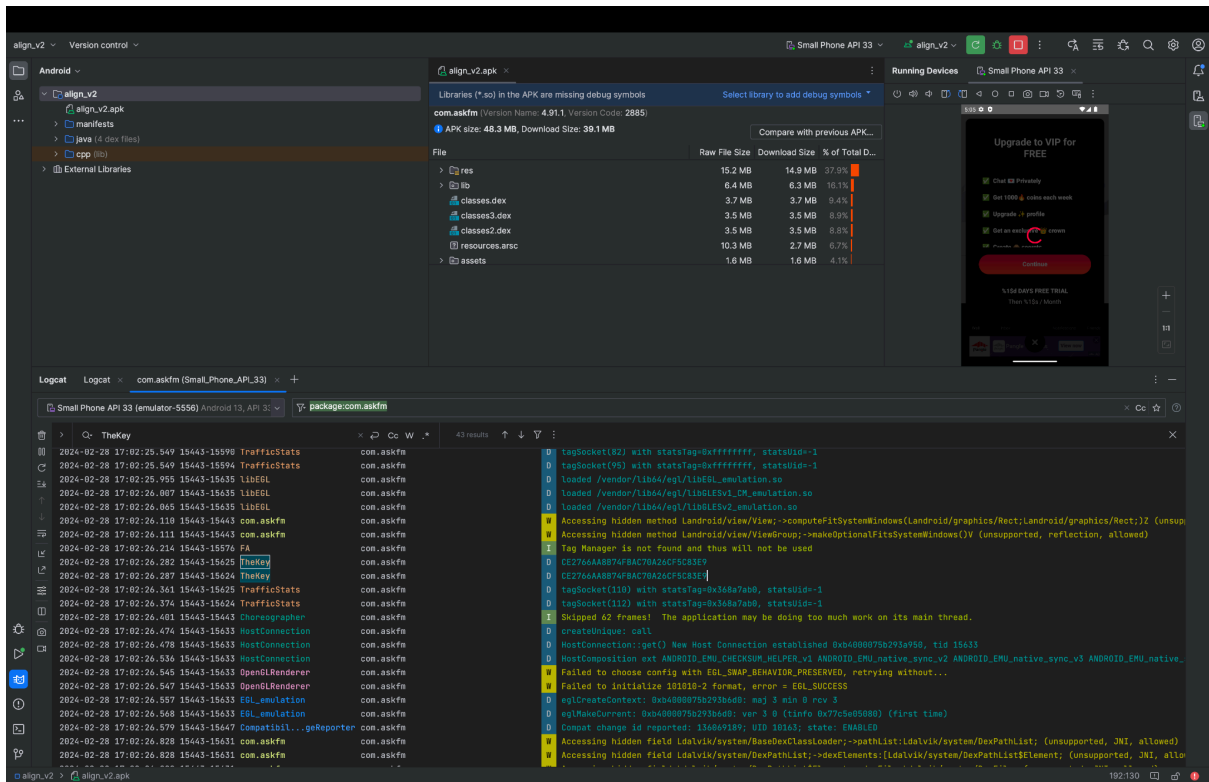 align_v2 Version control Small Phone API 33 align_v2
Android
align_v2
align_v2.apk
manifests
java (4 dex files)
cpp (lib)
External Libraries
align_v2.apk
Libraries (*.so) in the APK are missing debug symbols Select library to add debug symbols
com.askfm (Version Name: 4.91.1, Version Code: 2885)
APK size: 48.3 MB, Download Size: 39.1 MB Compare with previous APK...
File Raw File Size Download Size % of Total D...
res 15.2 MB 14.9 MB 37.9%
lib 6.4 MB 6.3 MB 16.1%
classes.dex 3.7 MB 3.7 MB 9.4%
classes3.dex 3.5 MB 3.5 MB 8.9%
classes2.dex 3.5 MB 3.5 MB 8.8%
resources.arsc 10.3 MB 2.7 MB 6.7%
assets 1.6 MB 1.6 MB 4.1%
Running Devices Small Phone API 33
5:05
Upgrade to VIP for
FREE
Chat Privately
Get 1000 coins each week
Upgrade profile
Get an exclusive crown
Continue
%1$d DAYS FREE TRIAL
Then %1$s / Month
1:1
Logcat Logcat com.askfm (Small_Phone_API_33)
Small Phone API 33 (emulator-5556) Android 13, API 33 package:com.askfm Cc
TheKey Cc W .* 43 results
2024-02-28 17:02:25.549 15443-15590 TrafficStats com.askfm D tagSocket(82) with statsTag=0xffffffff, statsUid=-1
2024-02-28 17:02:25.549 15443-15594 TrafficStats com.askfm D tagSocket(95) with statsTag=0xffffffff, statsUid=-1
2024-02-28 17:02:25.955 15443-15635 libEGL com.askfm D loaded /vendor/lib64/egl/libEGL_emulation.so
2024-02-28 17:02:26.007 15443-15635 libEGL com.askfm D loaded /vendor/lib64/egl/libGLESv1_CM_emulation.so
2024-02-28 17:02:26.065 15443-15635 libEGL com.askfm D loaded /vendor/lib64/egl/libGLESv2_emulation.so
2024-02-28 17:02:26.110 15443-15443 com.askfm com.askfm W Accessing hidden method Landroid/view/View;->computeFitSystemWindows(Landroid/graphics/Rect;Landroid/graphics/Rect;)Z (unsup
2024-02-28 17:02:26.111 15443-15443 com.askfm com.askfm W Accessing hidden method Landroid/view/ViewGroup;->makeOptionalFitsSystemWindows()V (unsupported, reflection, allowed)
2024-02-28 17:02:26.214 15443-15576 FA com.askfm I Tag Manager is not found and thus will not be used
2024-02-28 17:02:26.282 15443-15625 TheKey com.askfm D CE2766AA8B74FBAC70A26CF5C83E9
2024-02-28 17:02:26.287 15443-15624 TheKey com.askfm D CE2766AA8B74FBAC70A26CF5C83E9
2024-02-28 17:02:26.361 15443-15625 TrafficStats com.askfm D tagSocket(110) with statsTag=0x368a7ab0, statsUid=-1
2024-02-28 17:02:26.374 15443-15624 TrafficStats com.askfm D tagSocket(112) with statsTag=0x368a7ab0, statsUid=-1
2024-02-28 17:02:26.401 15443-15443 Choreographer com.askfm I Skipped 62 frames! The application may be doing too much work on its main thread.
2024-02-28 17:02:26.474 15443-15633 HostConnection com.askfm D createUnique: call
2024-02-28 17:02:26.478 15443-15633 HostConnection com.askfm D HostConnection::get() New Host Connection established 0xb4000075b293a950, tid 15633
2024-02-28 17:02:26.536 15443-15633 HostConnection com.askfm D HostComposition ext ANDROID_EMU_CHECKSUM_HELPER_v1 ANDROID_EMU_native_sync_v2 ANDROID_EMU_native_sync_v3 ANDROID_EMU_native_
2024-02-28 17:02:26.545 15443-15633 OpenGLRenderer com.askfm W Failed to choose config with EGL_SWAP_BEHAVIOR_PRESERVED, retrying without...
2024-02-28 17:02:26.547 15443-15633 OpenGLRenderer com.askfm W Failed to initialize 101010-2 format, error = EGL_SUCCESS
2024-02-28 17:02:26.557 15443-15633 EGL_emulation com.askfm D eglCreateContext: 0xb4000075b293b6d0: maj 3 min 0 rcv 3
2024-02-28 17:02:26.568 15443-15633 EGL_emulation com.askfm D eglMakeCurrent: 0xb4000075b293b6d0: ver 3 0 (tinfo 0x77c5e05080) (first time)
2024-02-28 17:02:26.579 15443-15647 Compatibil...geReporter com.askfm D Compat change id reported: 136069189; UID 10163; state: ENABLED
2024-02-28 17:02:26.828 15443-15631 com.askfm com.askfm W Accessing hidden field Ldalvik/system/BaseDexClassLoader;->pathList:Ldalvik/system/DexPathList; (unsupported, JNI, allowed)
2024-02-28 17:02:26.828 15443-15631 com.askfm com.askfm W Accessing hidden field Ldalvik/system/DexPathList;->dexElements:[Ldalvik/system/DexPathList$Element; (unsupported, JNI, allo
align_v2 > align_v2.apk 192:130